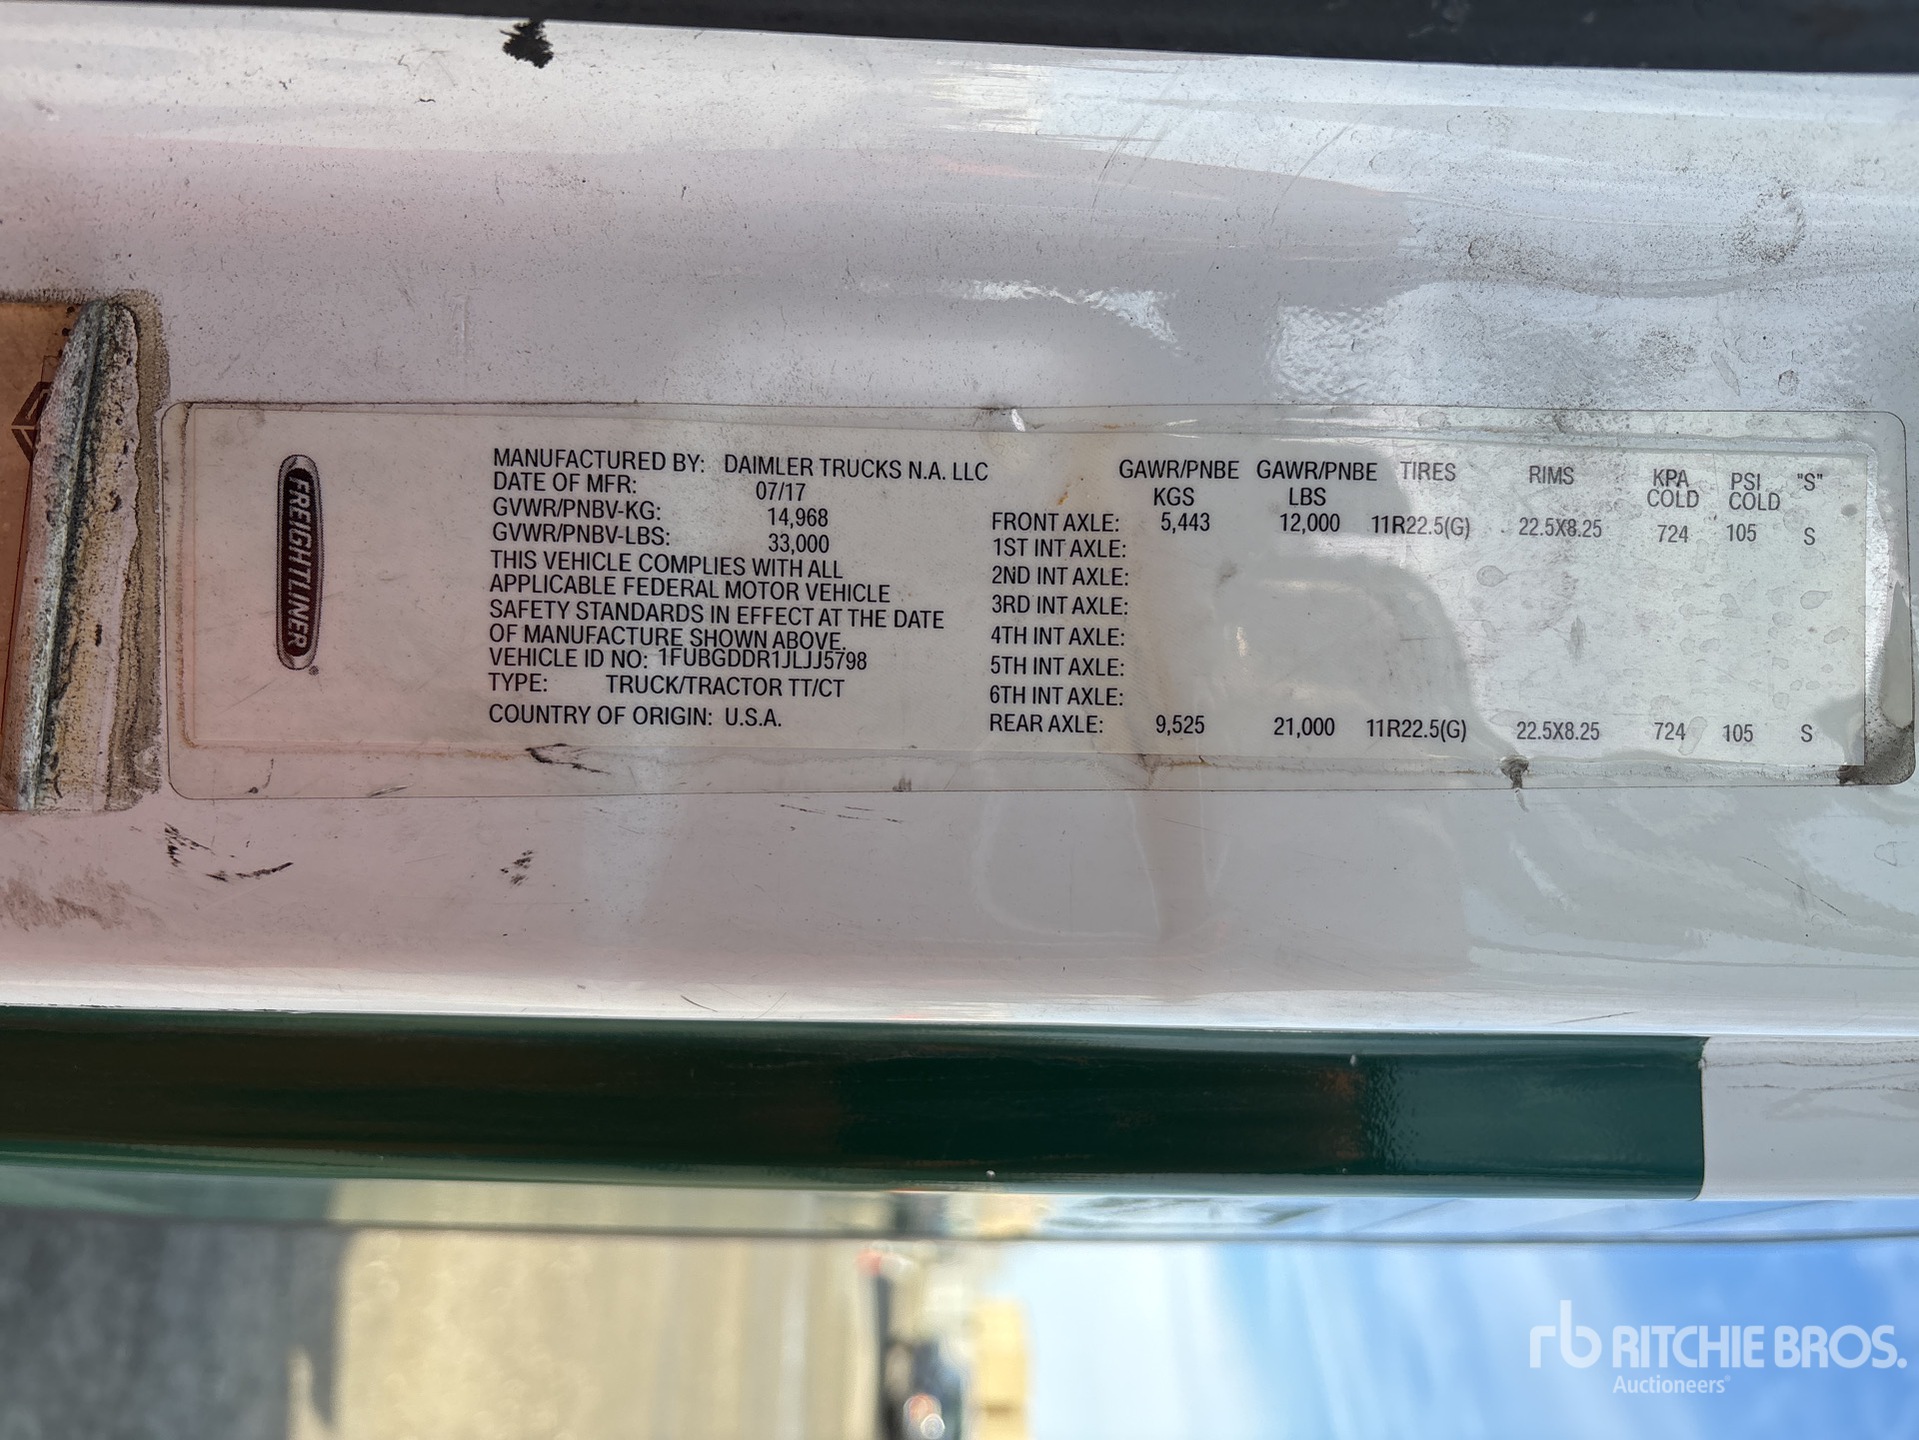 FREIGHTLINER
MANUFACTURED BY: DAIMLER TRUCKS N.A. LLC
DATE OF MFR: 07/17
GVWR/PNBV-KG: 14,968
GVWR/PNBV-LBS: 33,000
THIS VEHICLE COMPLIES WITH ALL
APPLICABLE FEDERAL MOTOR VEHICLE
SAFETY STANDARDS IN EFFECT AT THE DATE
OF MANUFACTURE SHOWN ABOVE.
VEHICLE ID NO: 1FUBGDDR1JLJJ5798
TYPE: TRUCK/TRACTOR TT/CT
COUNTRY OF ORIGIN: U.S.A.
GAWR/PNBE KGS GAWR/PNBE LBS TIRES RIMS KPA COLD PSI COLD "S"
FRONT AXLE: 5,443 12,000 11R22.5(G) 22.5X8.25 724 105 S
1ST INT AXLE:
2ND INT AXLE:
3RD INT AXLE:
4TH INT AXLE:
5TH INT AXLE:
6TH INT AXLE:
REAR AXLE: 9,525 21,000 11R22.5(G) 22.5X8.25 724 105 S
rb RITCHIE BROS.
Auctioneers